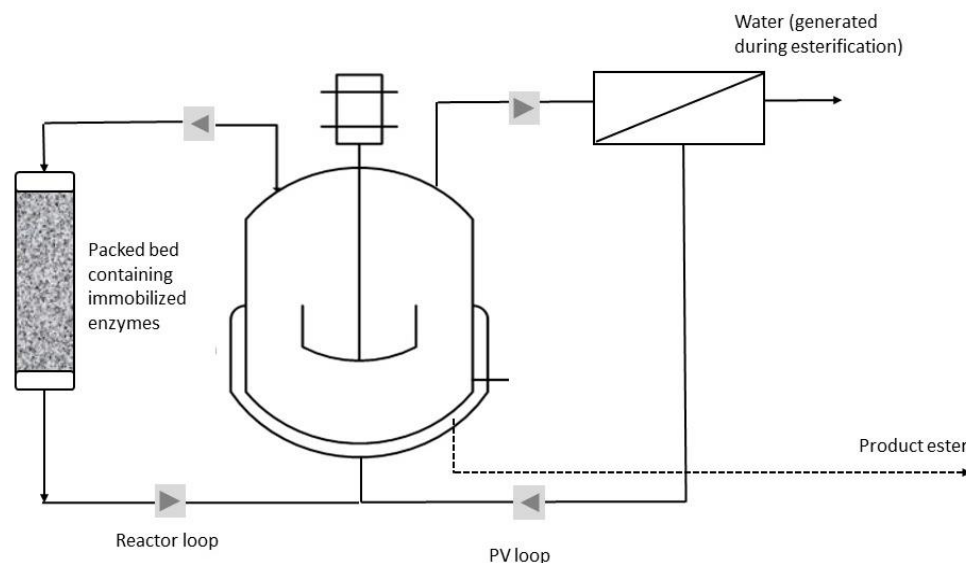 Water (generated
during esterification)
Packed bed
containing
immobilized
enzymes
Product ester
Reactor loop
PV loop